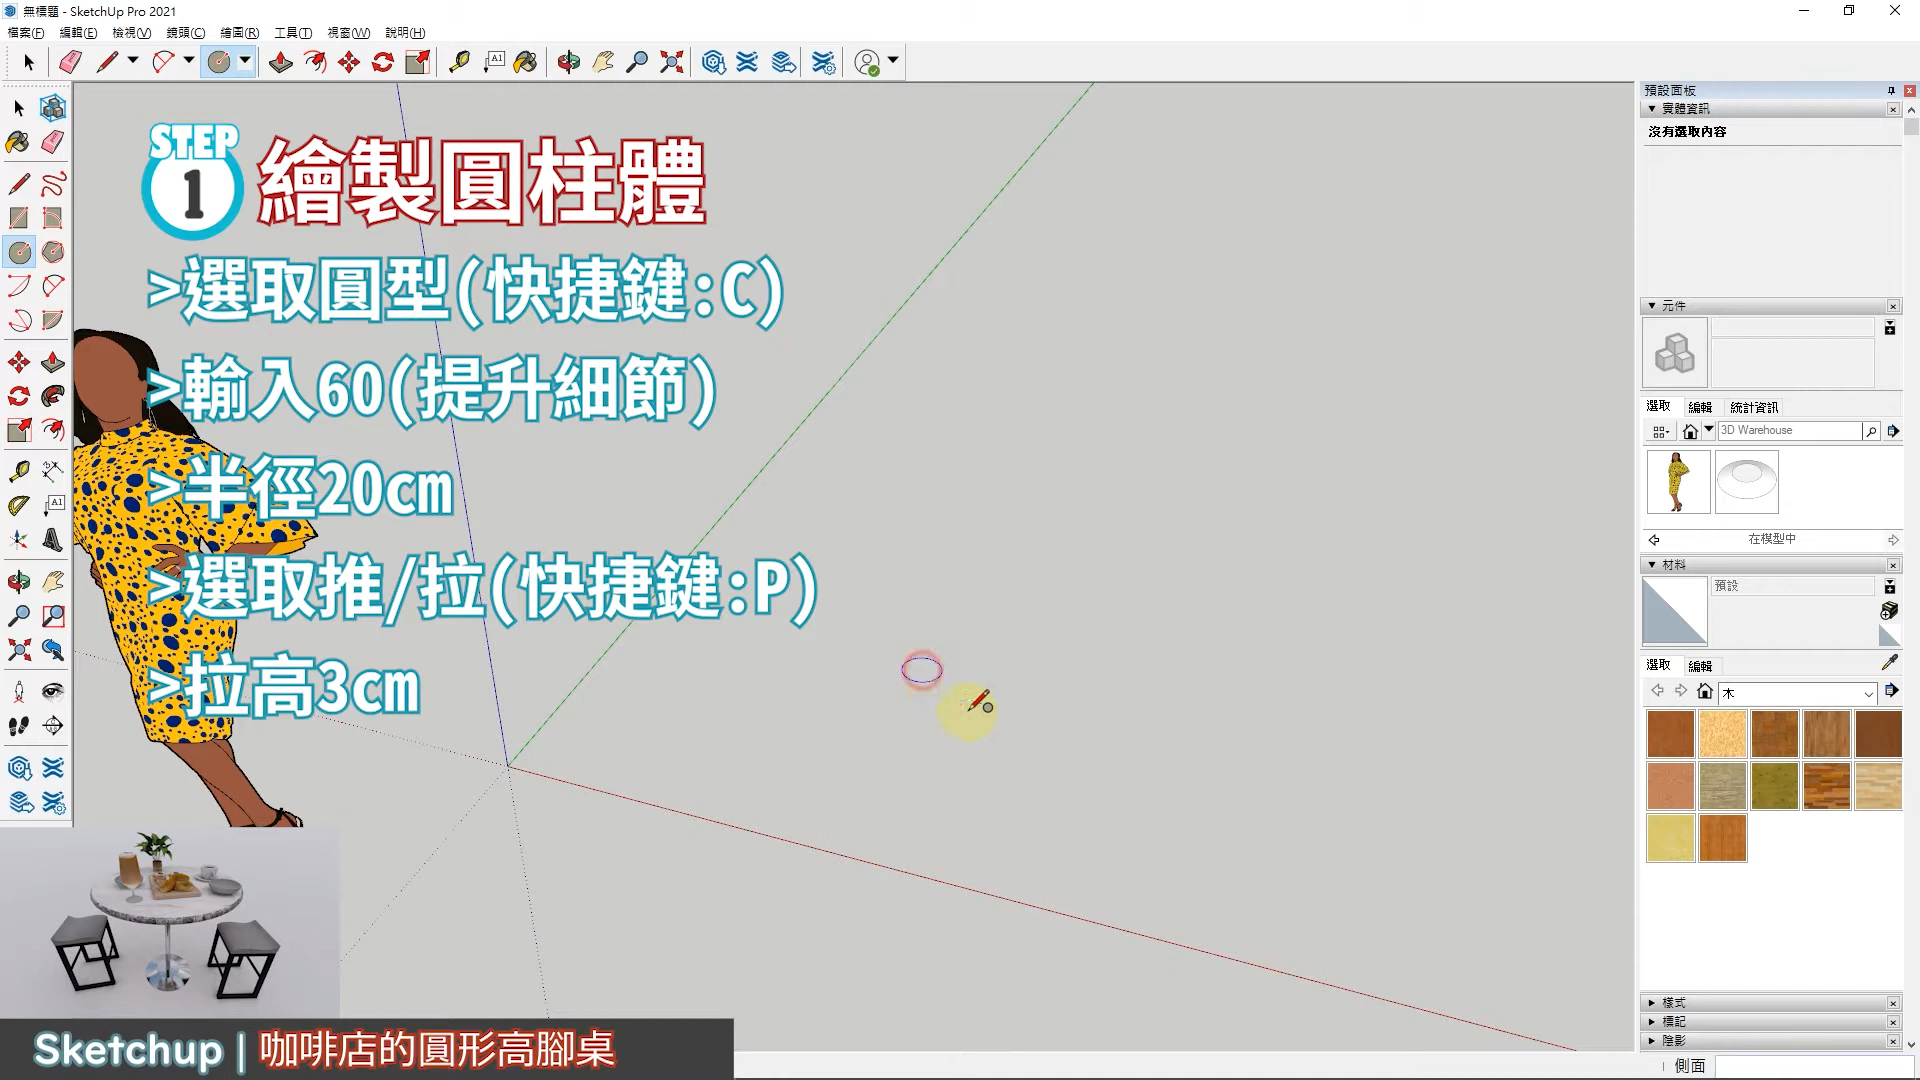 無標題 - SketchUp Pro 2021
檔案(F) 編輯(E) 檢視(V) 鏡頭(C) 繪圖(R) 工具(T) 視窗(W) 說明(H)
STEP
1
繪製圓柱體
>選取圓型(快捷鍵:C)
>輸入60(提升細節)
>半徑20cm
>選取推/拉(快捷鍵:P)
>拉高3cm
Sketchup | 咖啡店的圓形高腳桌
預設面板
實體資訊
沒有選取內容
元件
選取 編輯 統計資訊
3D Warehouse
在模型中
材料
預設
選取 編輯
木
樣式
標記
陰影
側面